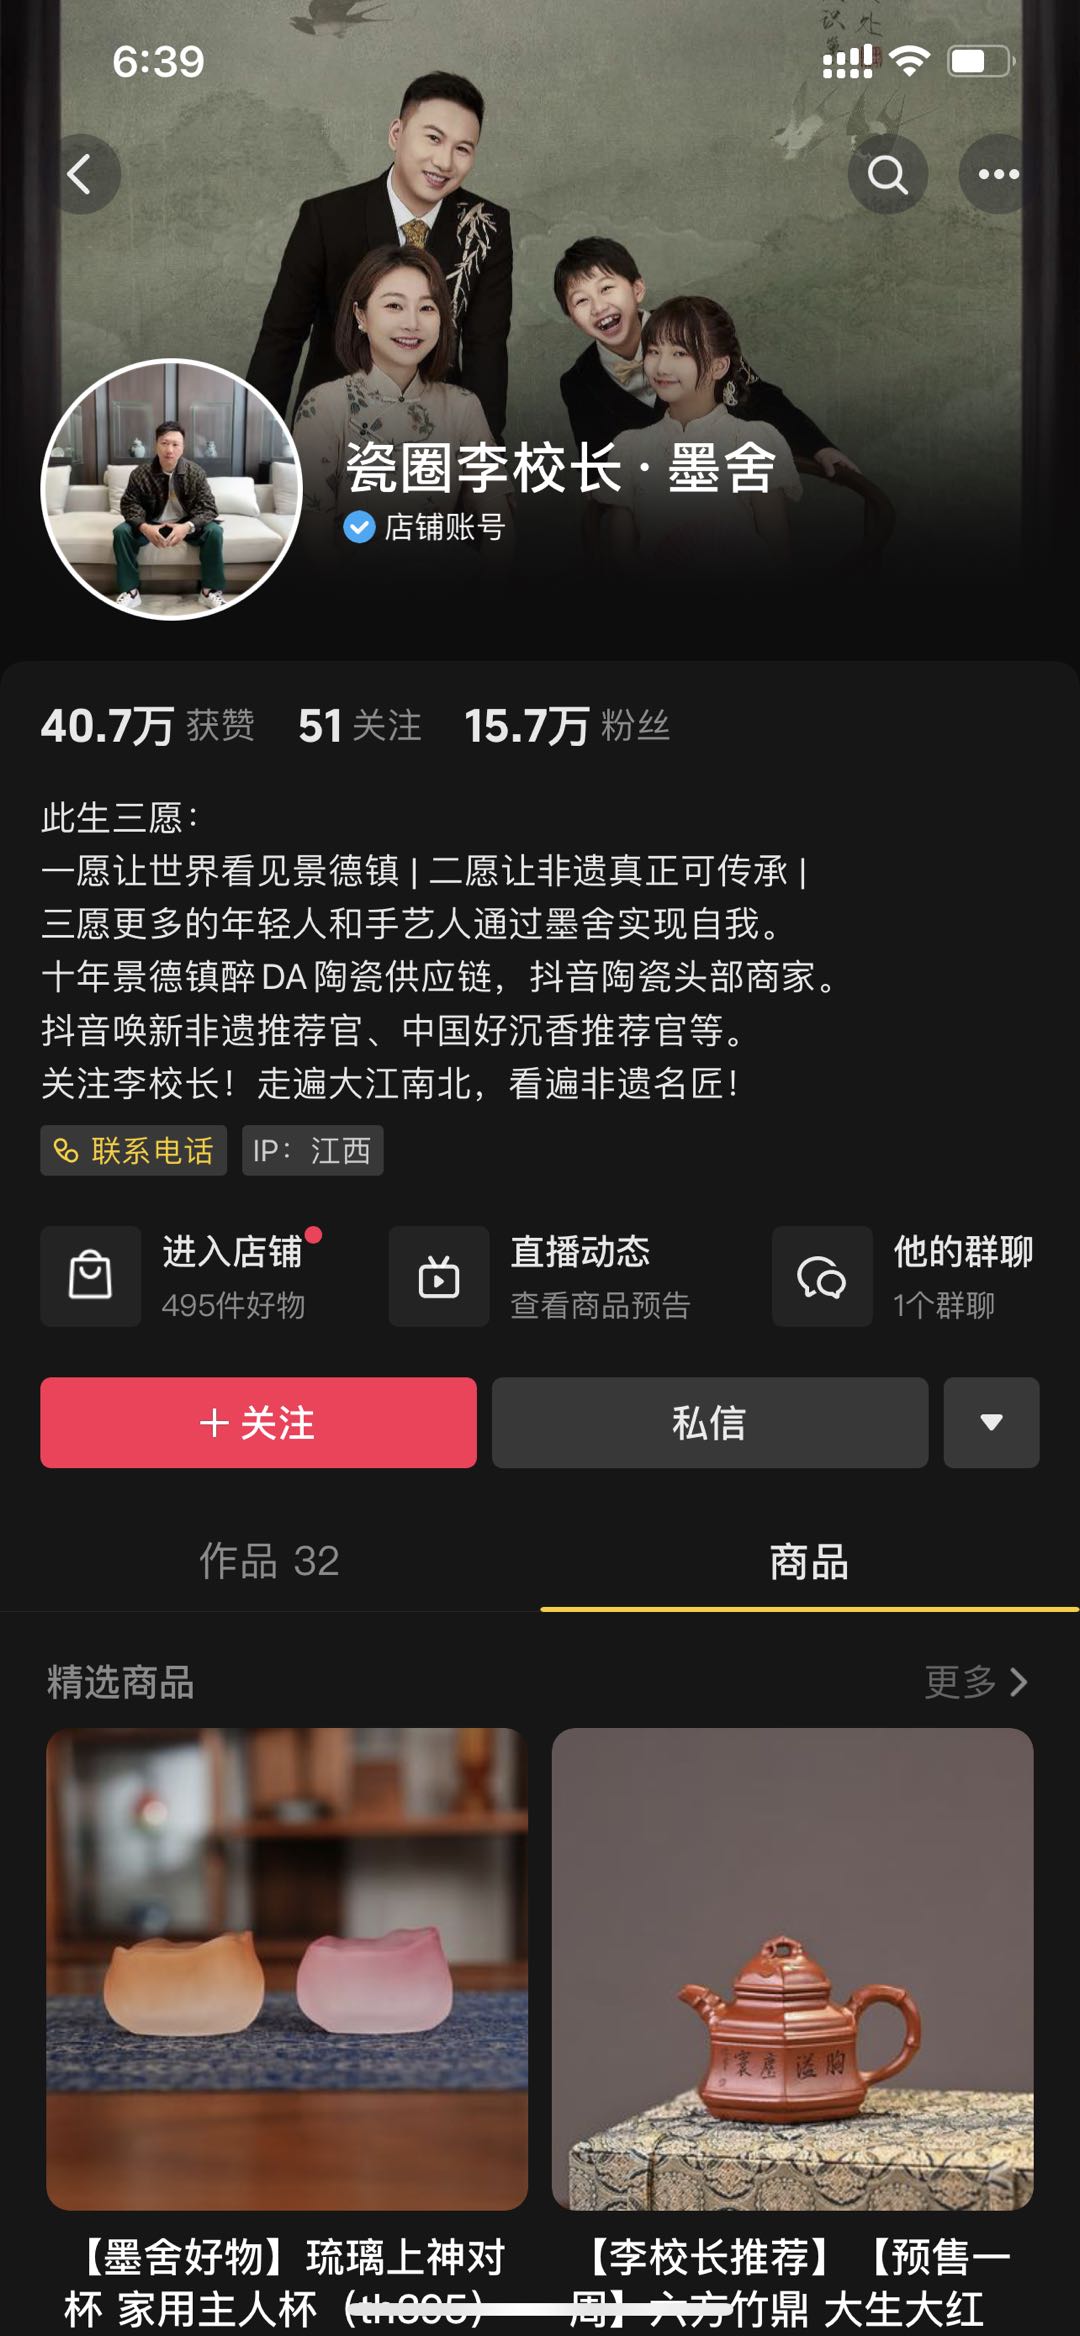 6:39
瓷圈李校长·墨舍
店铺账号
40.7万 获赞 51 关注 15.7万 粉丝
此生三愿：
一愿让世界看见景德镇 | 二愿让非遗真正可传承 |
三愿更多的年轻人和手艺人通过墨舍实现自我。
十年景德镇醉DA陶瓷供应链，抖音陶瓷头部商家。
抖音唤新非遗推荐官、中国好沉香推荐官等。
关注李校长！走遍大江南北，看遍非遗名匠！
联系电话 IP：江西
进入店铺 直播动态 他的群聊
495件好物 查看商品预告 1个群聊
关注 私信
作品 32 商品
精选商品 更多
【墨舍好物】琉璃上神对
杯 家用主人杯（th895）
【李校长推荐】【预售一
周】六方竹鼎 大生大红